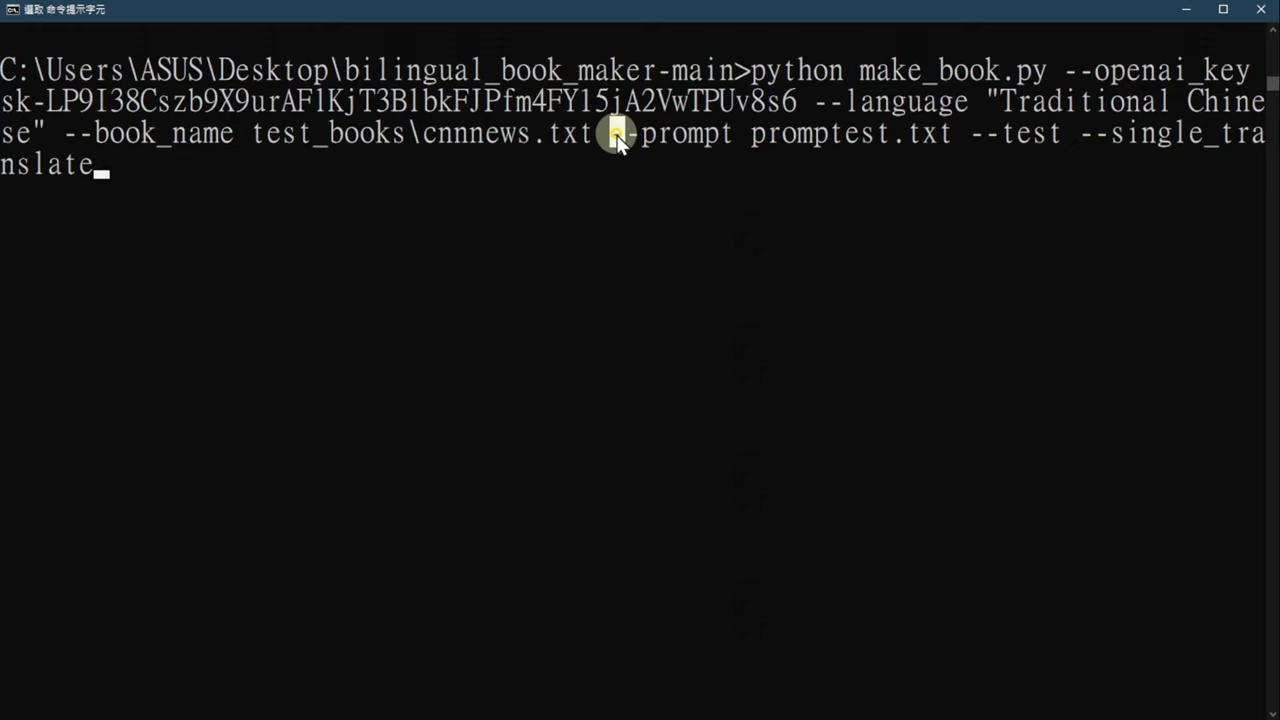 選取 命令提示字元
C:\Users\ASUS\Desktop\bilingual_book_maker-main>python make_book.py --openai_key
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 --language "Traditional Chine
se" --book_name test_books\cnnnews.txt --prompt promptest.txt --test --single_tra
nslate